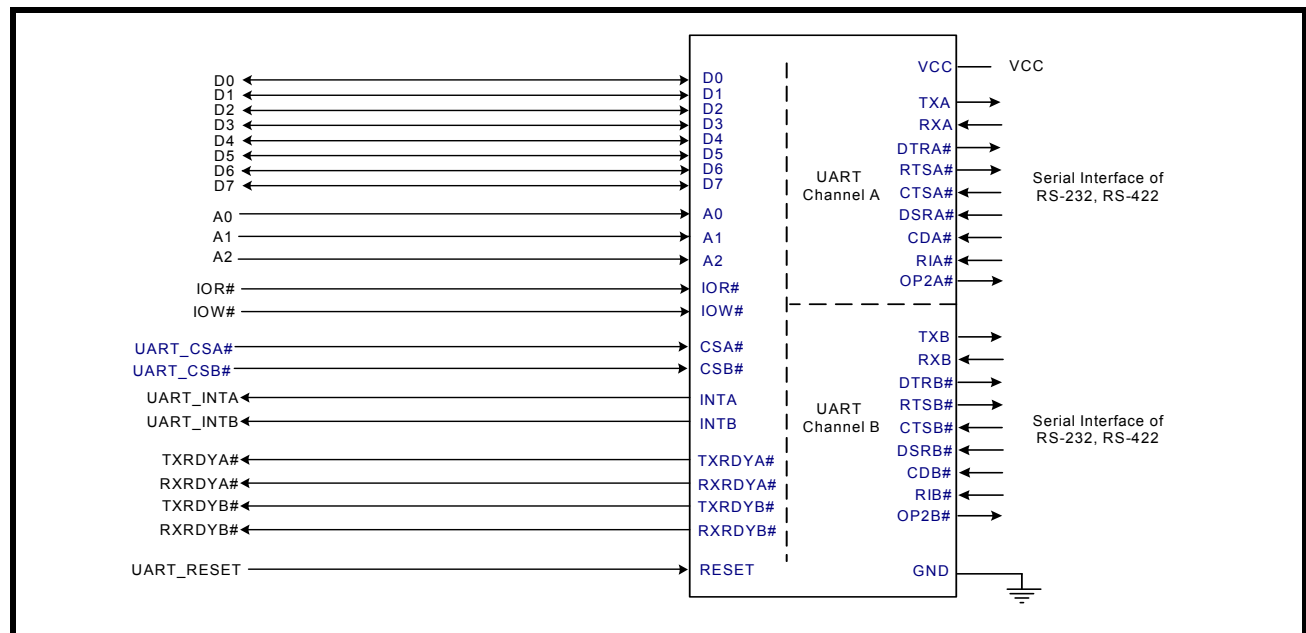 D0
D1
D2
D3
D4
D5
D6
D7
A0
A1
A2
IOR#
IOW#
UART_CSA#
UART_CSB#
UART_INTA
UART_INTB
TXRDYA#
RXRDYA#
TXRDYB#
RXRDYB#
UART_RESET
D0
D1
D2
D3
D4
D5
D6
D7
A0
A1
A2
IOR#
IOW#
CSA#
CSB#
INTA
INTB
TXRDYA#
RXRDYA#
TXRDYB#
RXRDYB#
RESET
UART
Channel A
UART
Channel B
VCC
TXA
RXA
DTRA#
RTSA#
CTSA#
DSRA#
CDA#
RIA#
OP2A#
TXB
RXB
DTRB#
RTSB#
CTSB#
DSRB#
CDB#
RIB#
OP2B#
GND
VCC
Serial Interface of
RS-232, RS-422
Serial Interface of
RS-232, RS-422